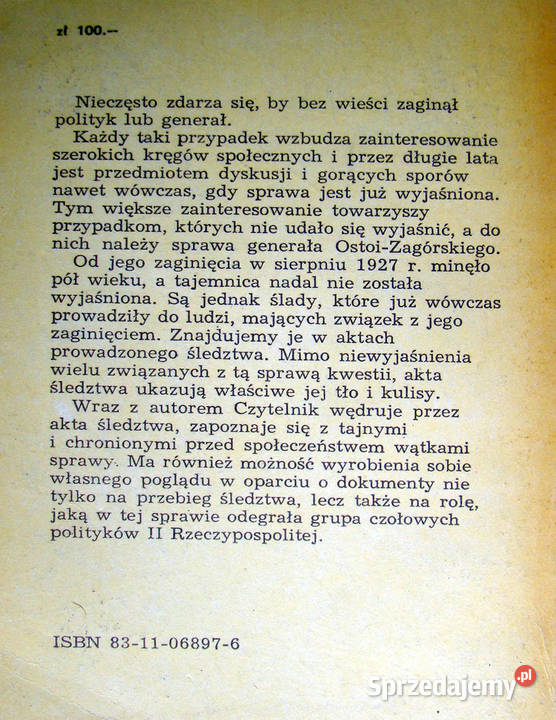 zł 100.—
Nieczęsto zdarza się, by bez wieści zaginął
polityk lub generał.
Każdy taki przypadek wzbudza zainteresowanie
szerokich kręgów społecznych i przez długie lata
jest przedmiotem dyskusji i gorących sporów
nawet wówczas, gdy sprawa jest już wyjaśniona.
Tym większe zainteresowanie towarzyszy
przypadkom, których nie udało się wyjaśnić, a do
nich należy sprawa generała Ostoi-Zagórskiego.
Od jego zaginięcia w sierpniu 1927 r. minęło
pół wieku, a tajemnica nadal nie została
wyjaśniona. Są jednak ślady, które już wówczas
prowadziły do ludzi, mających związek z jego
zaginięciem. Znajdujemy je w aktach
prowadzonego śledztwa. Mimo niewyjaśnienia
wielu związanych z tą sprawą kwestii, akta
śledztwa ukazują właściwe jej tło i kulisy.
Wraz z autorem Czytelnik wędruje przez
akta śledztwa, zapoznaje się z tajnymi
i chronionymi przed społeczeństwem wątkami
sprawy. Ma również możność wyrobienia sobie
własnego poglądu w oparciu o dokumenty nie
tylko na przebieg śledztwa, lecz także na rolę,
jaką w tej sprawie odegrała grupa czołowych
polityków II Rzeczypospolitej.
ISBN 83-11-06897-6
Sprzedajemy.pl